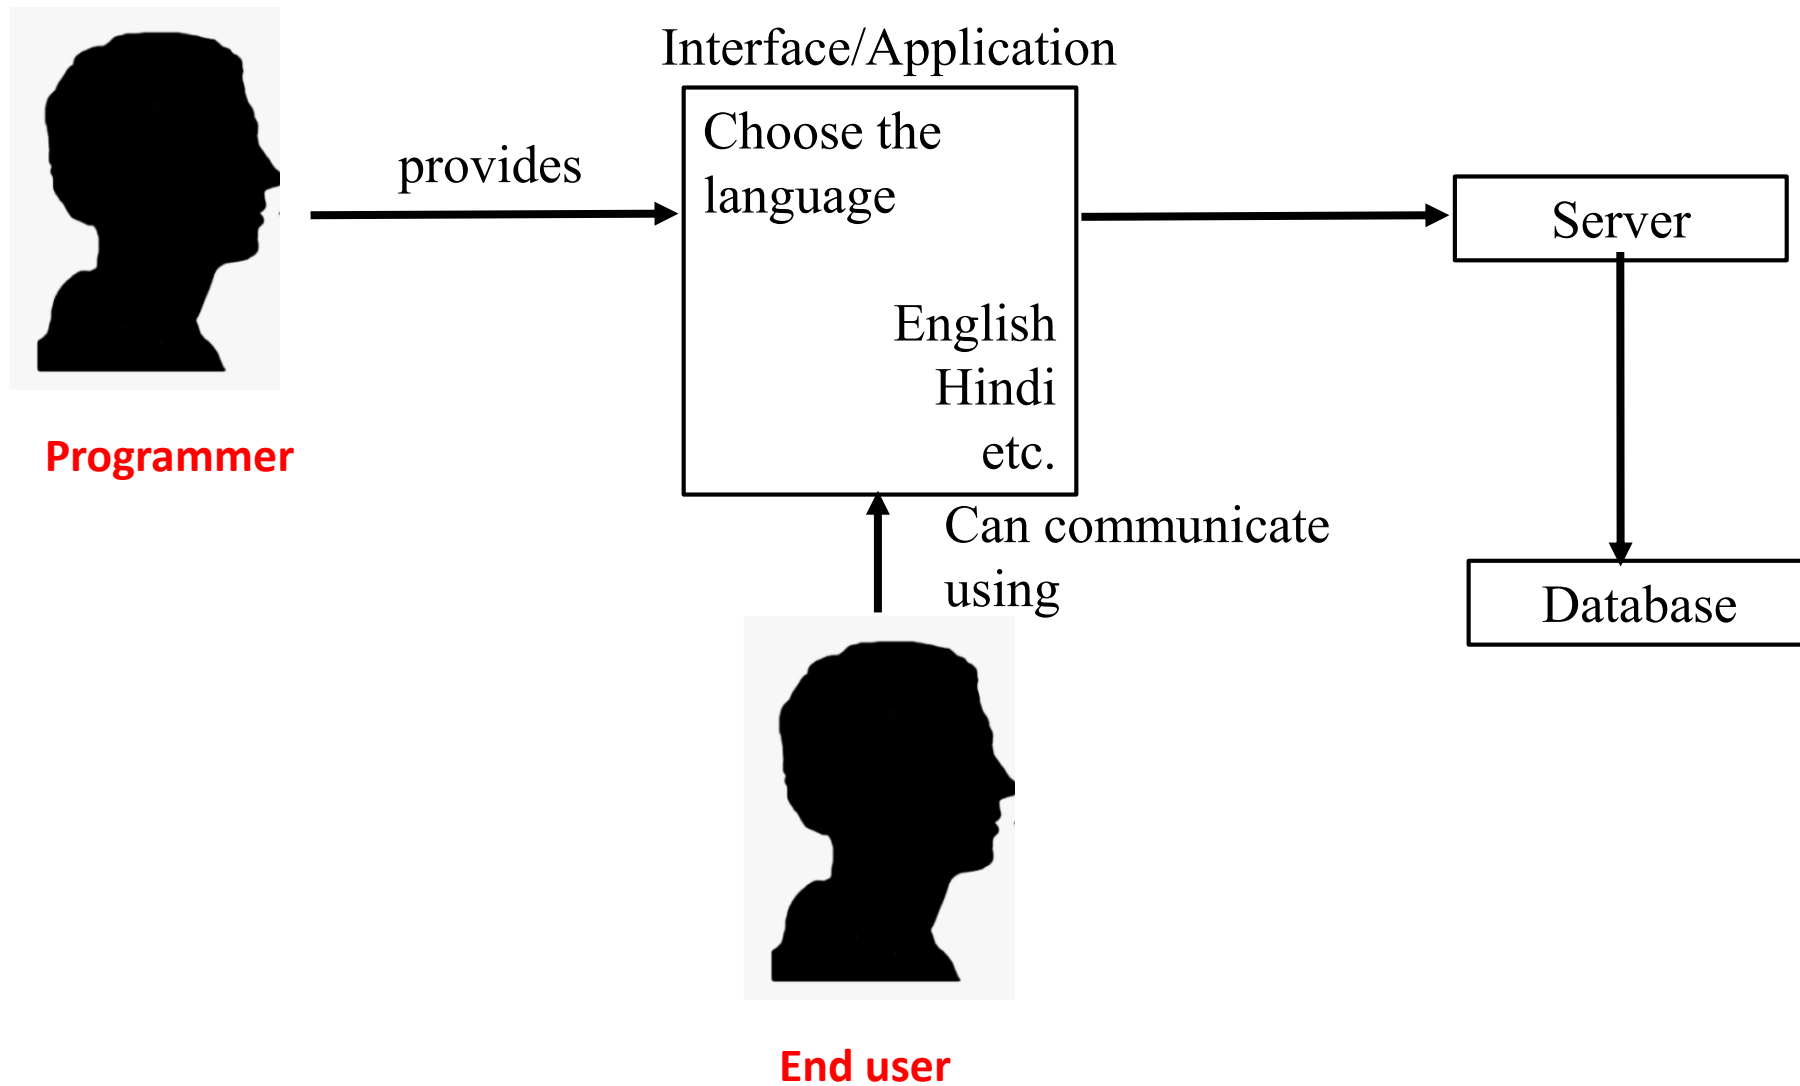 Interface/Application
Choose the
language
provides
Server
English
Hindi
etc.
Programmer
Can communicate
using
Database
End user